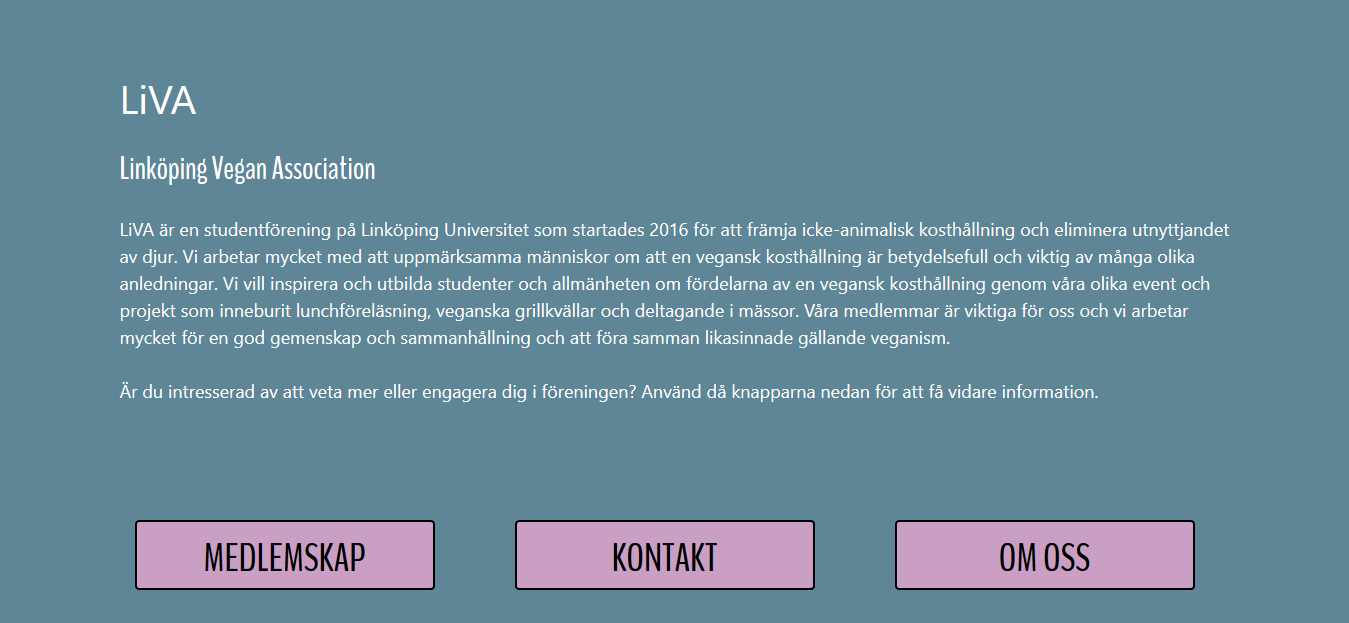 LiVA
Linköping Vegan Association
LiVA är en studentförening på Linköping Universitet som startades 2016 för att främja icke-animalisk kosthållning och eliminera utnyttjandet
av djur. Vi arbetar mycket med att uppmärksamma människor om att en vegansk kosthållning är betydelsefull och viktig av många olika
anledningar. Vi vill inspirera och utbilda studenter och allmänheten om fördelarna av en vegansk kosthållning genom våra olika event och
projekt som inneburit lunchföreläsning, veganska grillkvällar och deltagande i mässor. Våra medlemmar är viktiga för oss och vi arbetar
mycket för en god gemenskap och sammanhållning och att föra samman likasinnade gällande veganism.
Är du intresserad av att veta mer eller engagera dig i föreningen? Använd då knapparna nedan för att få vidare information.
MEDLEMSKAP
KONTAKT
OM OSS